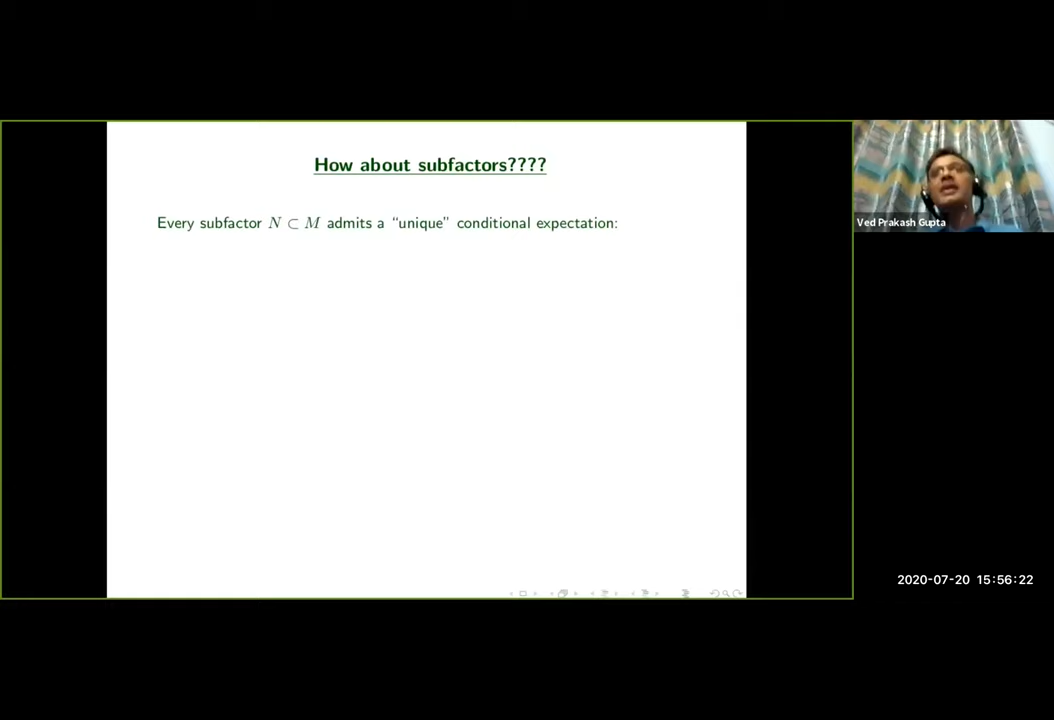 How about subfactors????
Every subfactor N ⊂ M admits a “unique” conditional expectation:
Ved Prakash Gupta
2020-07-20 15:56:22